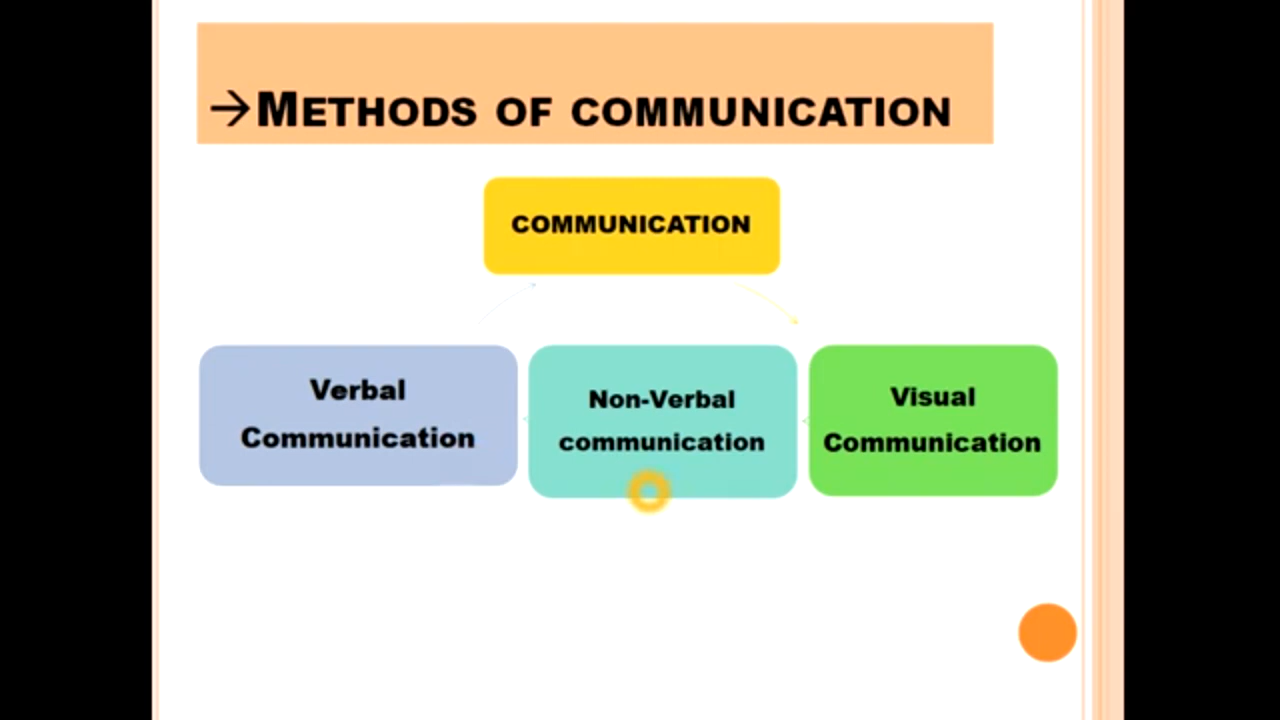 →METHODS OF COMMUNICATION
COMMUNICATION
Verbal
Communication
Non-Verbal
communication
Visual
Communication